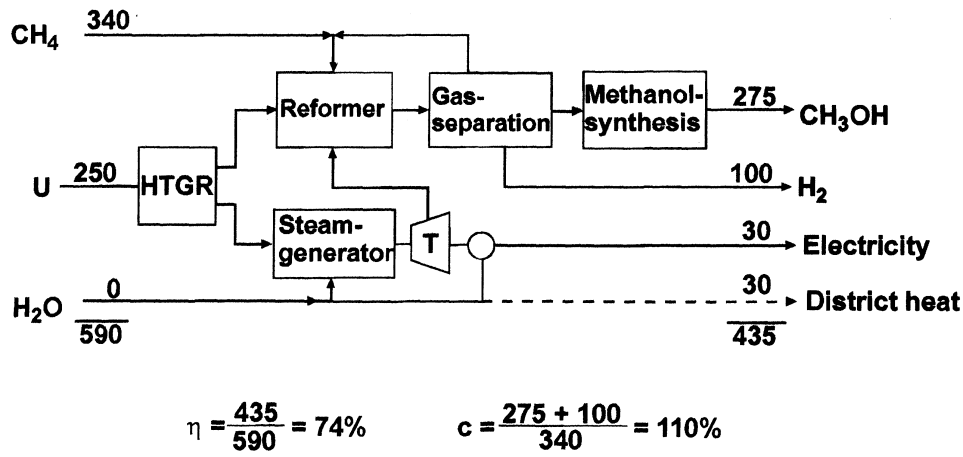 CH4 340
Reformer
Gas-
separation
Methanol-
synthesis
275 CH3OH
U 250 HTGR
100 H2
Steam-
generator
T
30 Electricity
H2O 0
590
30 District heat
435
η = 435/590 = 74%
c = 275 + 100/340 = 110%